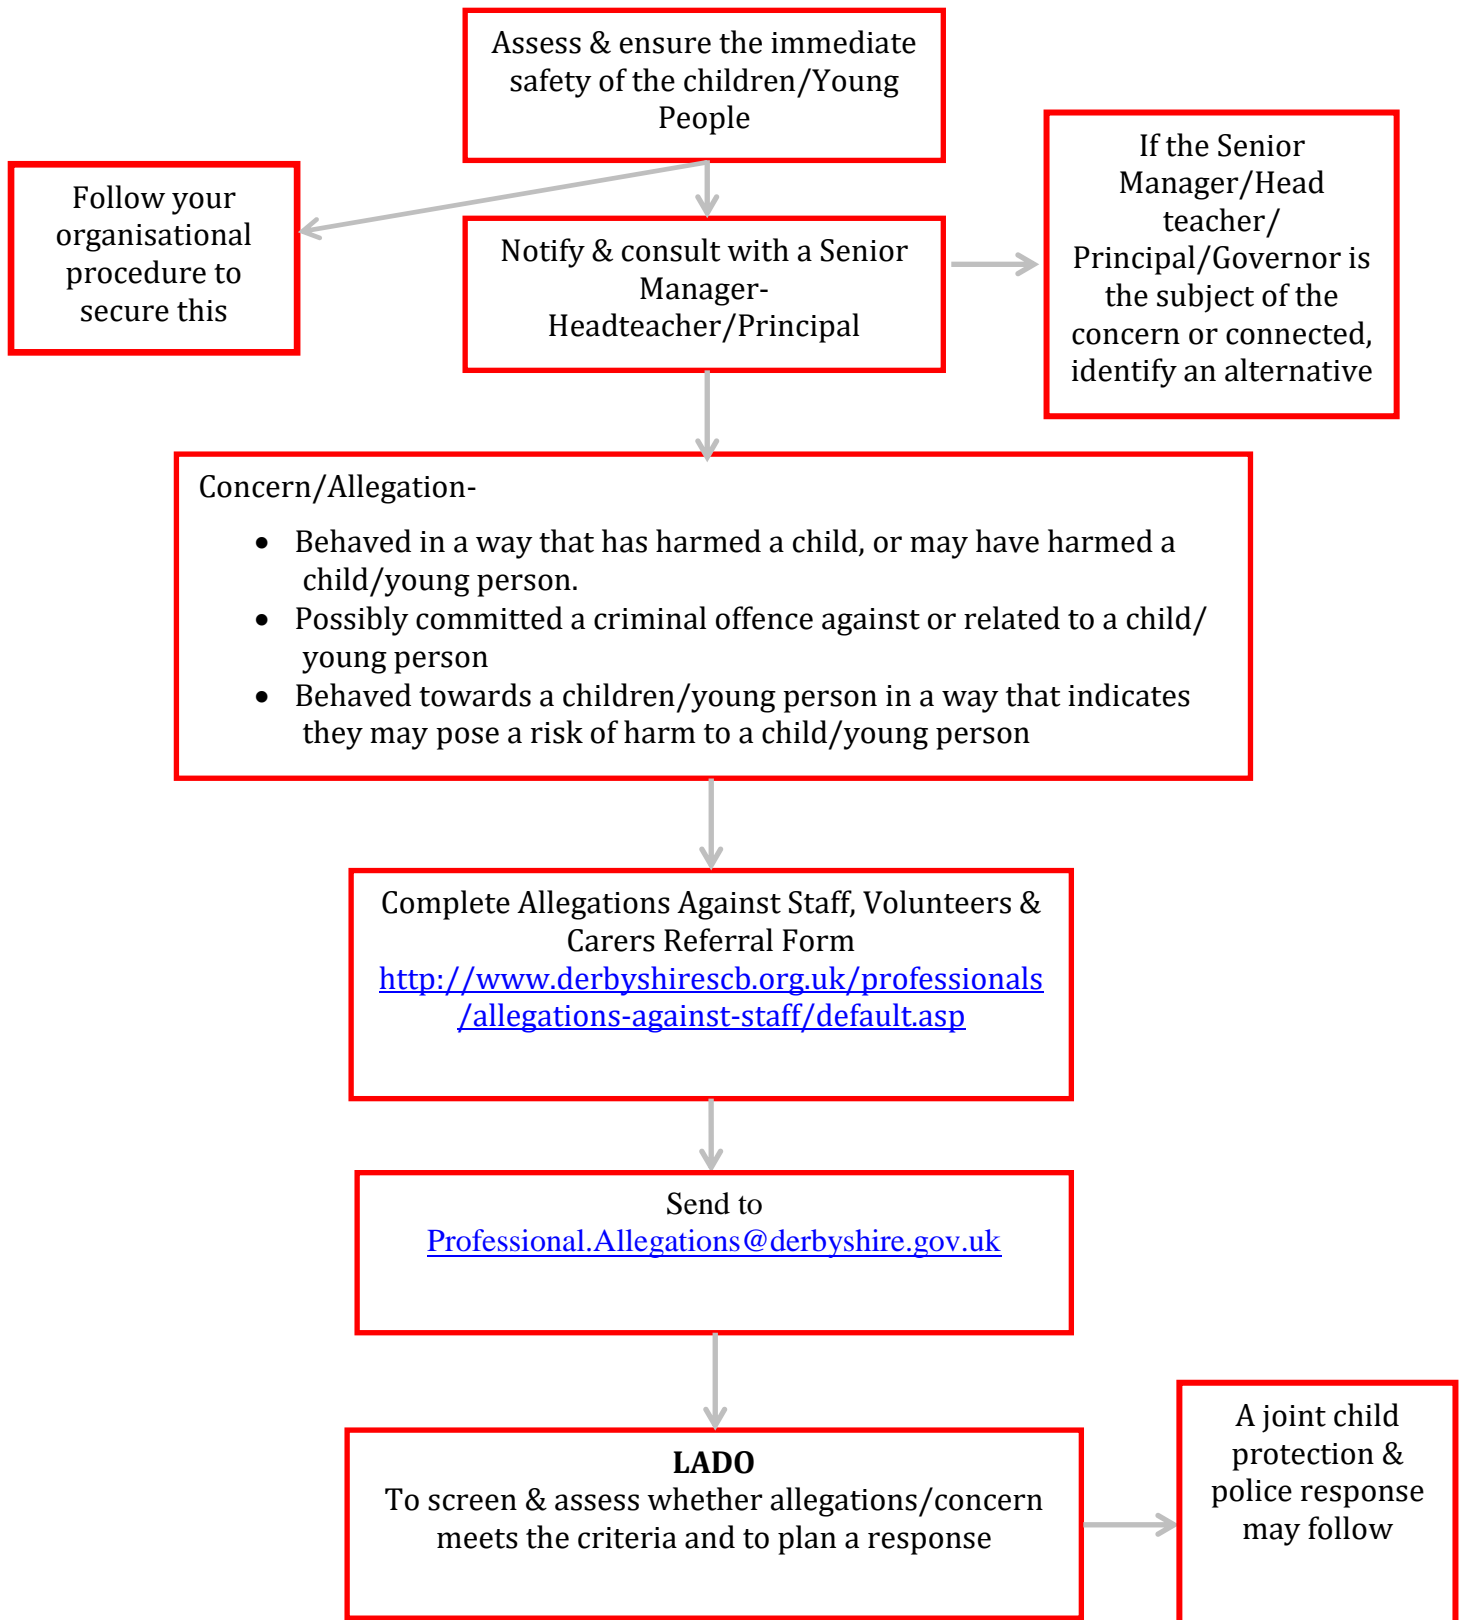 Assess & ensure the immediate
safety of the children/Young
People
Follow your
organisational
procedure to
secure this
Notify & consult with a Senior
Manager-
Headteacher/Principal
If the Senior
Manager/Head
teacher/
Principal/Governor is
the subject of the
concern or connected,
identify an alternative
Concern/Allegation-
• Behaved in a way that has harmed a child, or may have harmed a
child/young person.
• Possibly committed a criminal offence against or related to a child/
young person
• Behaved towards a children/young person in a way that indicates
they may pose a risk of harm to a child/young person
Complete Allegations Against Staff, Volunteers &
Carers Referral Form
http://www.derbyshirescb.org.uk/professionals
/allegations-against-staff/default.asp
Send to
Professional.Allegations@derbyshire.gov.uk
LADO
To screen & assess whether allegations/concern
meets the criteria and to plan a response
A joint child
protection &
police response
may follow